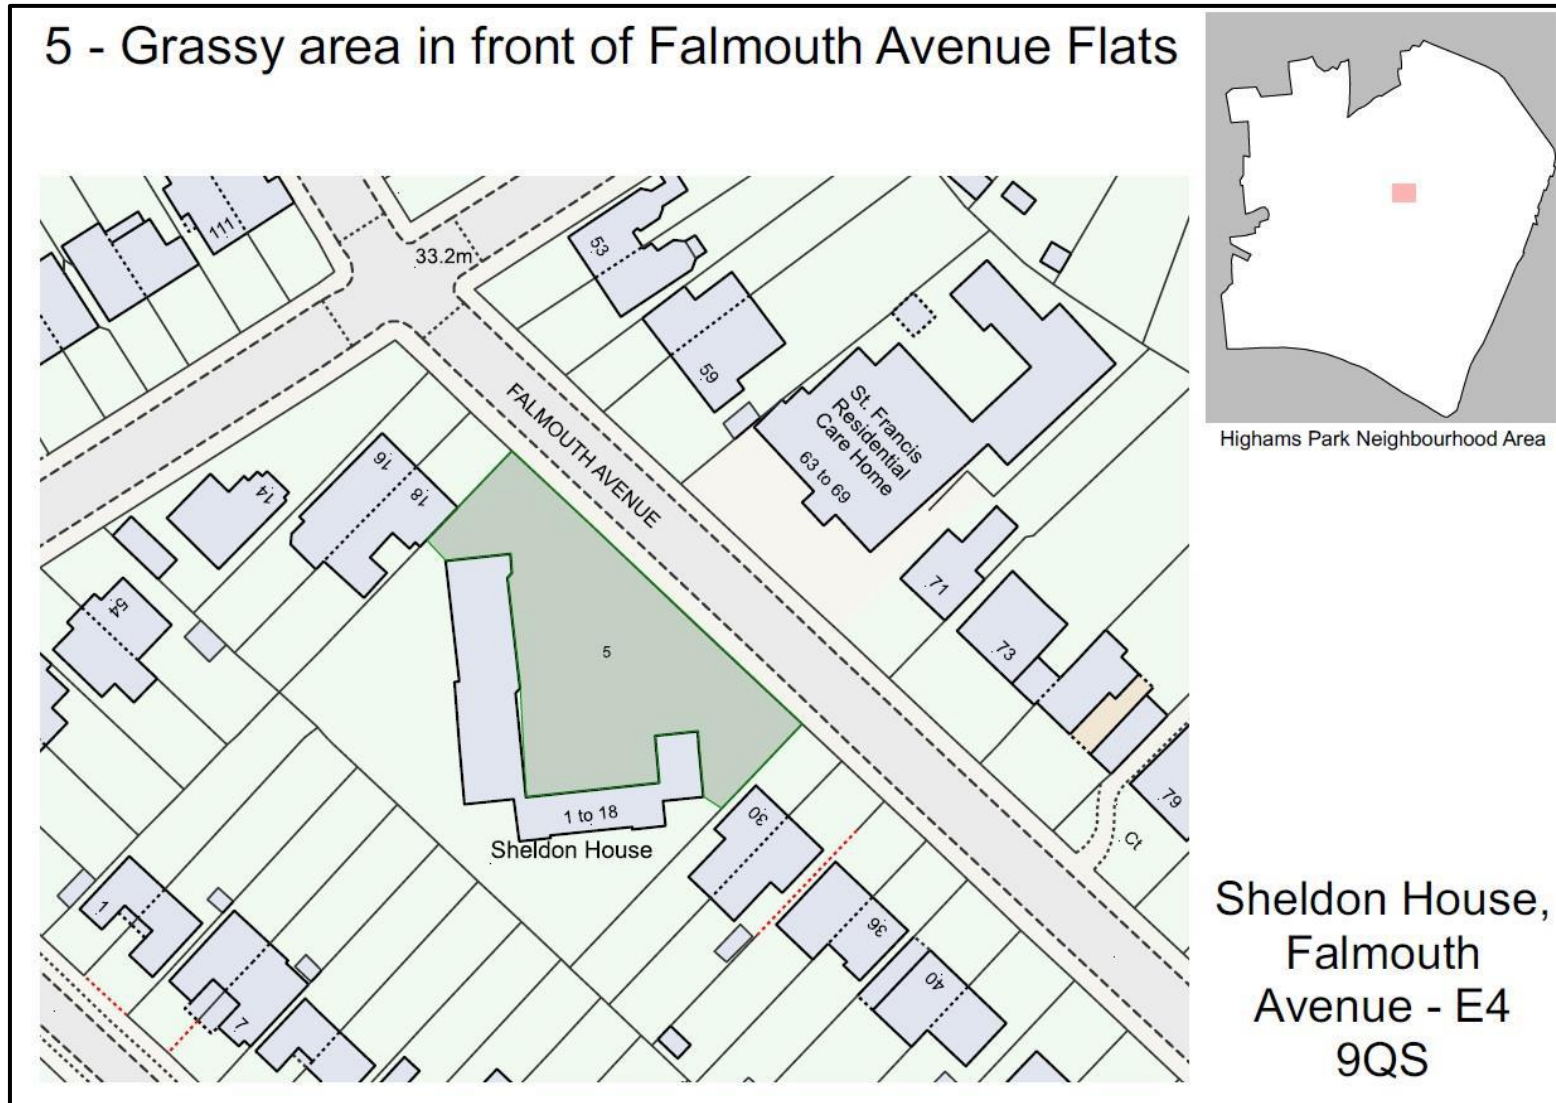 5 - Grassy area in front of Falmouth Avenue Flats
Highams Park Neighbourhood Area
111
33.2m
53
59
FALMOUTH AVENUE
St. Francis
Residential
Care Home
63 to 69
16
18
14
54
71
73
79
Ct
5
1 to 18
Sheldon House
30
36
40
1
7
Sheldon House,
Falmouth
Avenue - E4
9QS